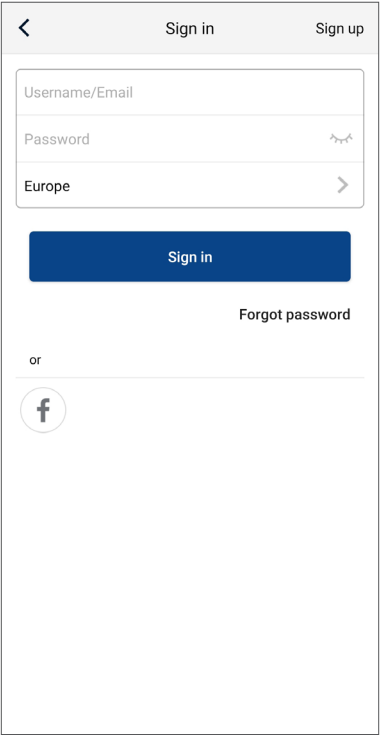 Sign in Sign up
Username/Email
Password
Europe
Sign in
Forgot password
or
f